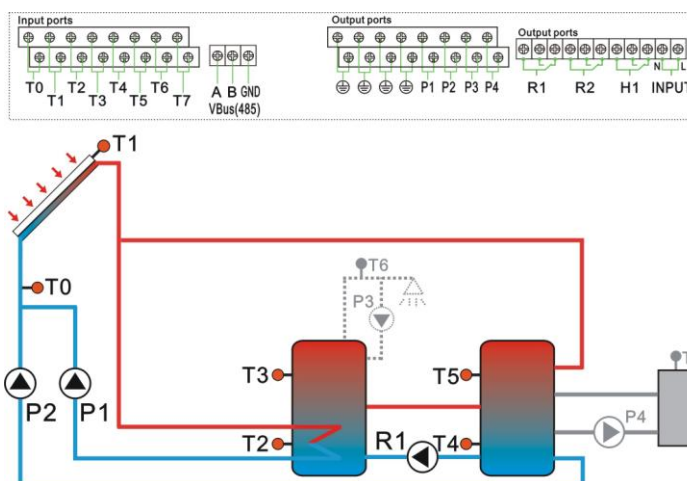 Input ports
T0 T2 T4 T6
T1 T3 T5 T7
A B GND
VBus(485)
Output ports
P1 P2 P3 P4
Output ports
R1 R2 H1 INPUT
N L
T1
T0
T6
P3
T3
T5
T
P2 P1
T2
R1
T4
P4